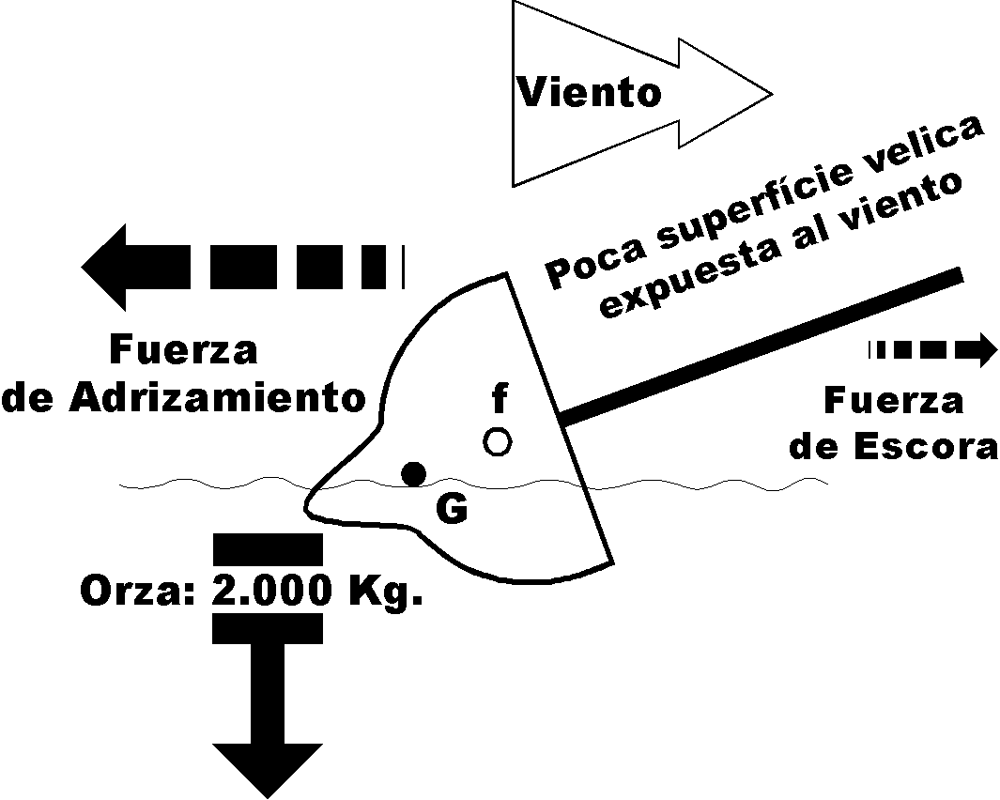 Viento
Poca superfície velica
expuesta al viento
Fuerza
de Adrizamiento
f
Fuerza
de Escora
G
Orza: 2.000 Kg.